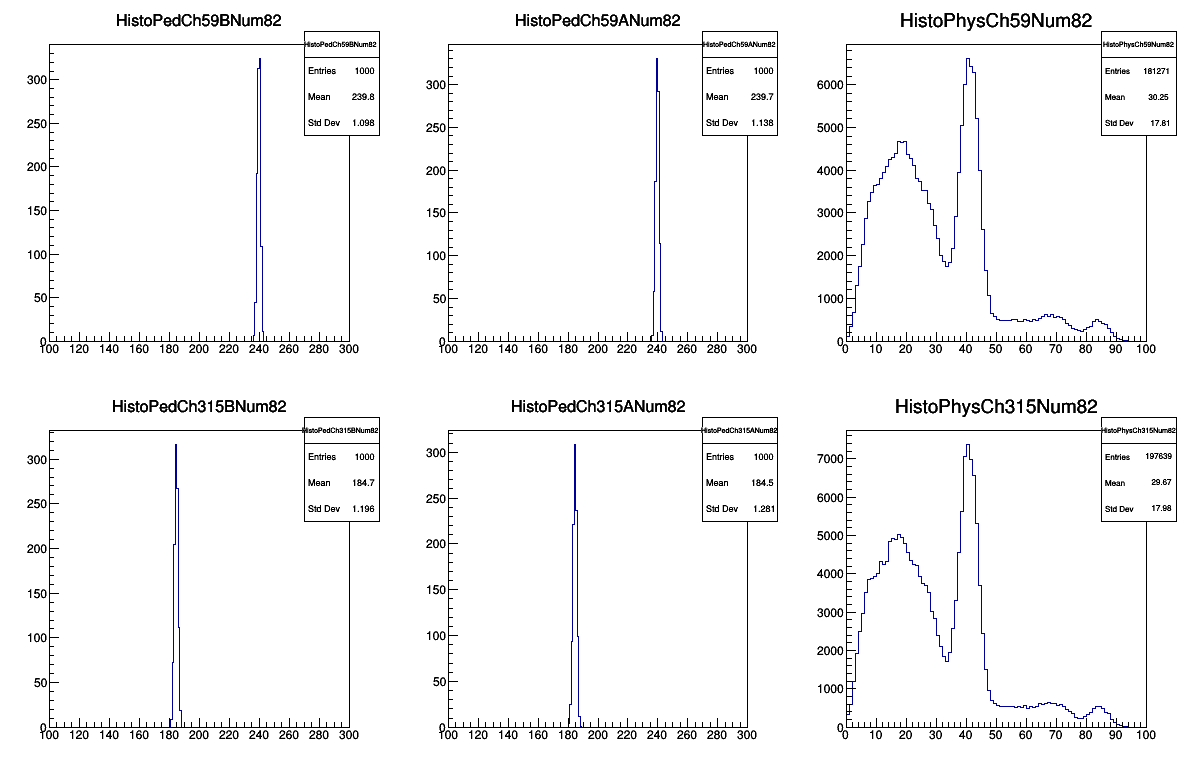 HistoPedCh59BNum82
HistoPedCh59BNum82
Entries 1000
Mean 239.8
Std Dev 1.098
300
250
200
150
100
50
0
100 120 140 160 180 200 220 240 260 280 300
HistoPedCh59ANum82
HistoPedCh59ANum82
Entries 1000
Mean 239.7
Std Dev 1.138
300
250
200
150
100
50
0
100 120 140 160 180 200 220 240 260 280 300
HistoPhysCh59Num82
HistoPhysCh59Num82
Entries 181271
Mean 30.25
Std Dev 17.81
6000
5000
4000
3000
2000
1000
0
0 10 20 30 40 50 60 70 80 90 100
HistoPedCh315BNum82
HistoPedCh315BNum82
Entries 1000
Mean 184.7
Std Dev 1.196
300
250
200
150
100
50
0
100 120 140 160 180 200 220 240 260 280 300
HistoPedCh315ANum82
HistoPedCh315ANum82
Entries 1000
Mean 184.5
Std Dev 1.281
300
250
200
150
100
50
0
100 120 140 160 180 200 220 240 260 280 300
HistoPhysCh315Num82
HistoPhysCh315Num82
Entries 197639
Mean 29.67
Std Dev 17.98
7000
6000
5000
4000
3000
2000
1000
0
0 10 20 30 40 50 60 70 80 90 100